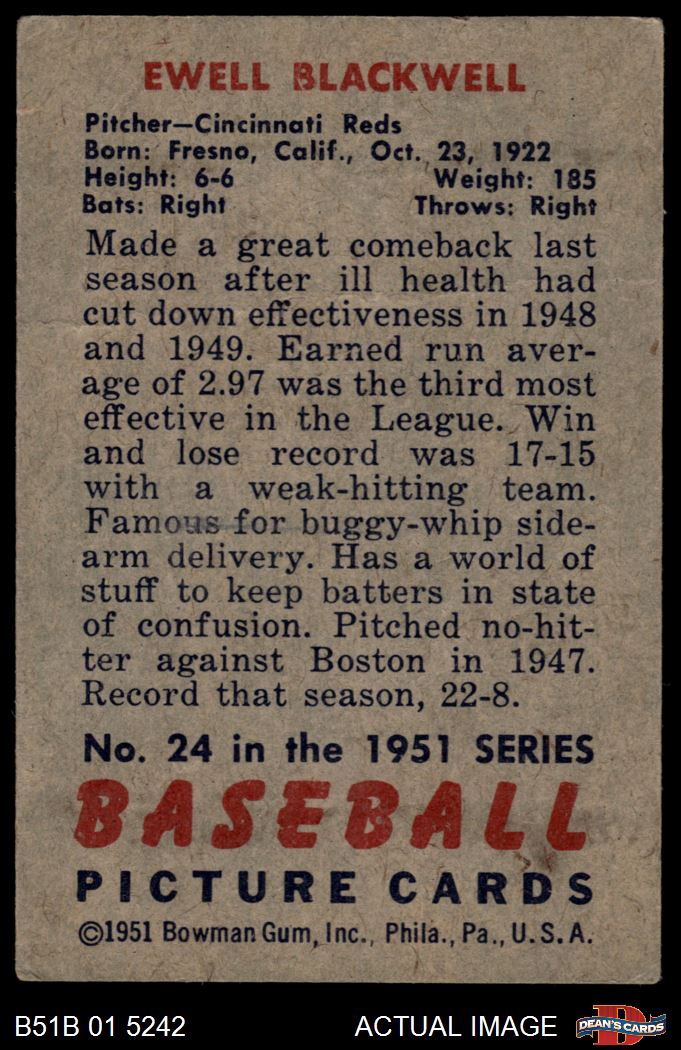 EWELL BLACKWELL
Pitcher—Cincinnati Reds
Born: Fresno, Calif., Oct. 23, 1922
Height: 6-6 Weight: 185
Bats: Right Throws: Right
Made a great comeback last
season after ill health had
cut down effectiveness in 1948
and 1949. Earned run aver-
age of 2.97 was the third most
effective in the League. Win
and lose record was 17-15
with a weak-hitting team.
Famous for buggy-whip side-
arm delivery. Has a world of
stuff to keep batters in state
of confusion. Pitched no-hit-
ter against Boston in 1947.
Record that season, 22-8.
No. 24 in the 1951 SERIES
BASEBALL
PICTURE CARDS
©1951 Bowman Gum, Inc., Phila., Pa., U.S.A.
B51B 01 5242 ACTUAL IMAGE DEAN'S CARDS